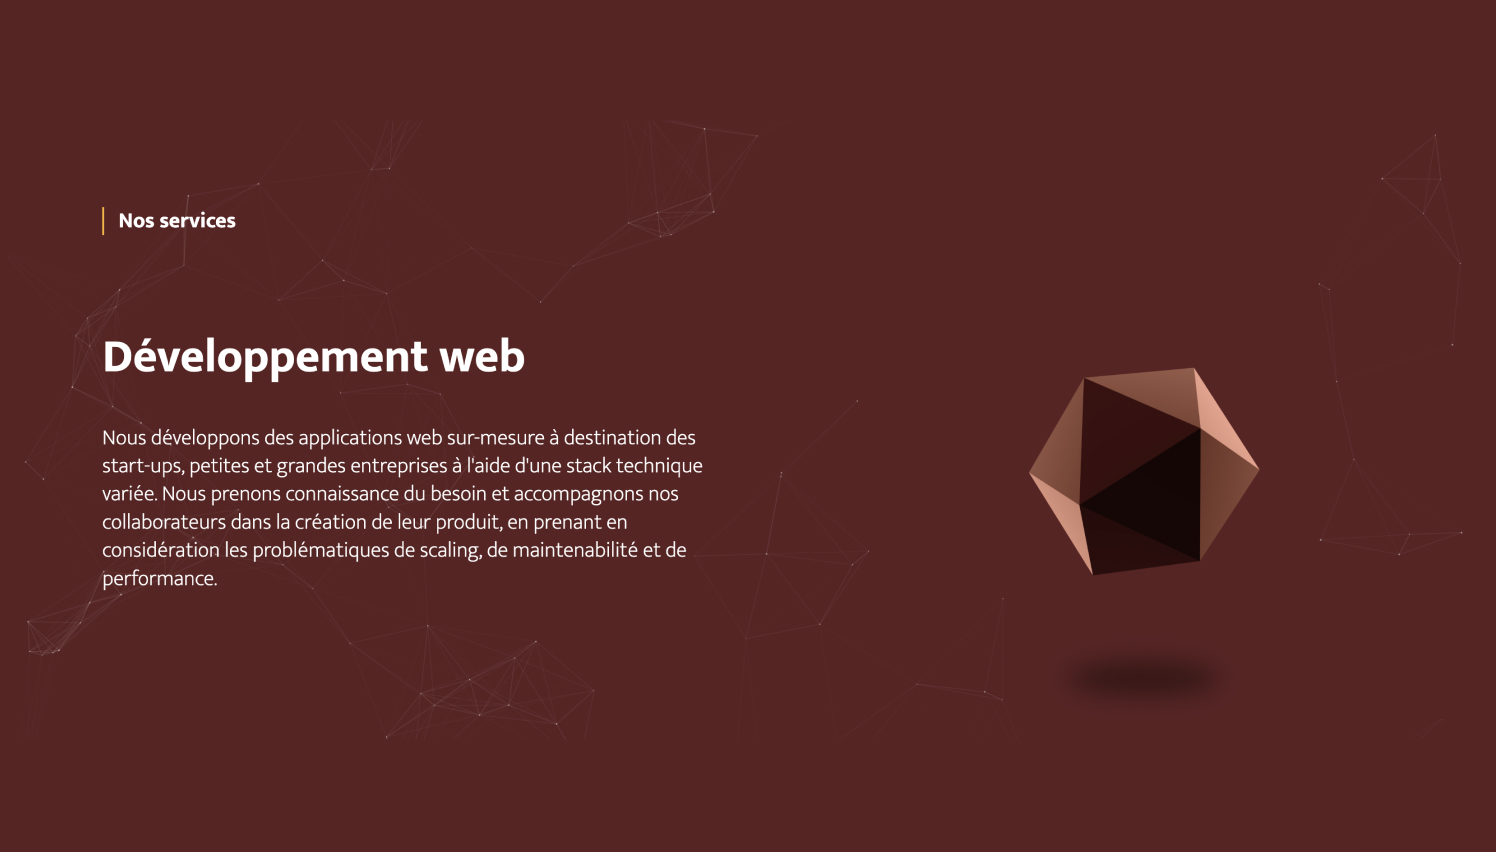 Nos services
Développement web
Nous développons des applications web sur-mesure à destination des
start-ups, petites et grandes entreprises à l'aide d'une stack technique
variée. Nous prenons connaissance du besoin et accompagnons nos
collaborateurs dans la création de leur produit, en prenant en
considération les problématiques de scaling, de maintenabilité et de
performance.